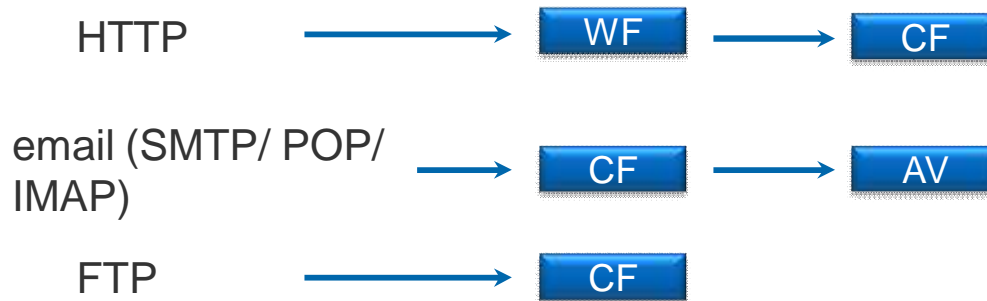 HTTP WF CF
email (SMTP/ POP/
IMAP) CF AV
FTP CF